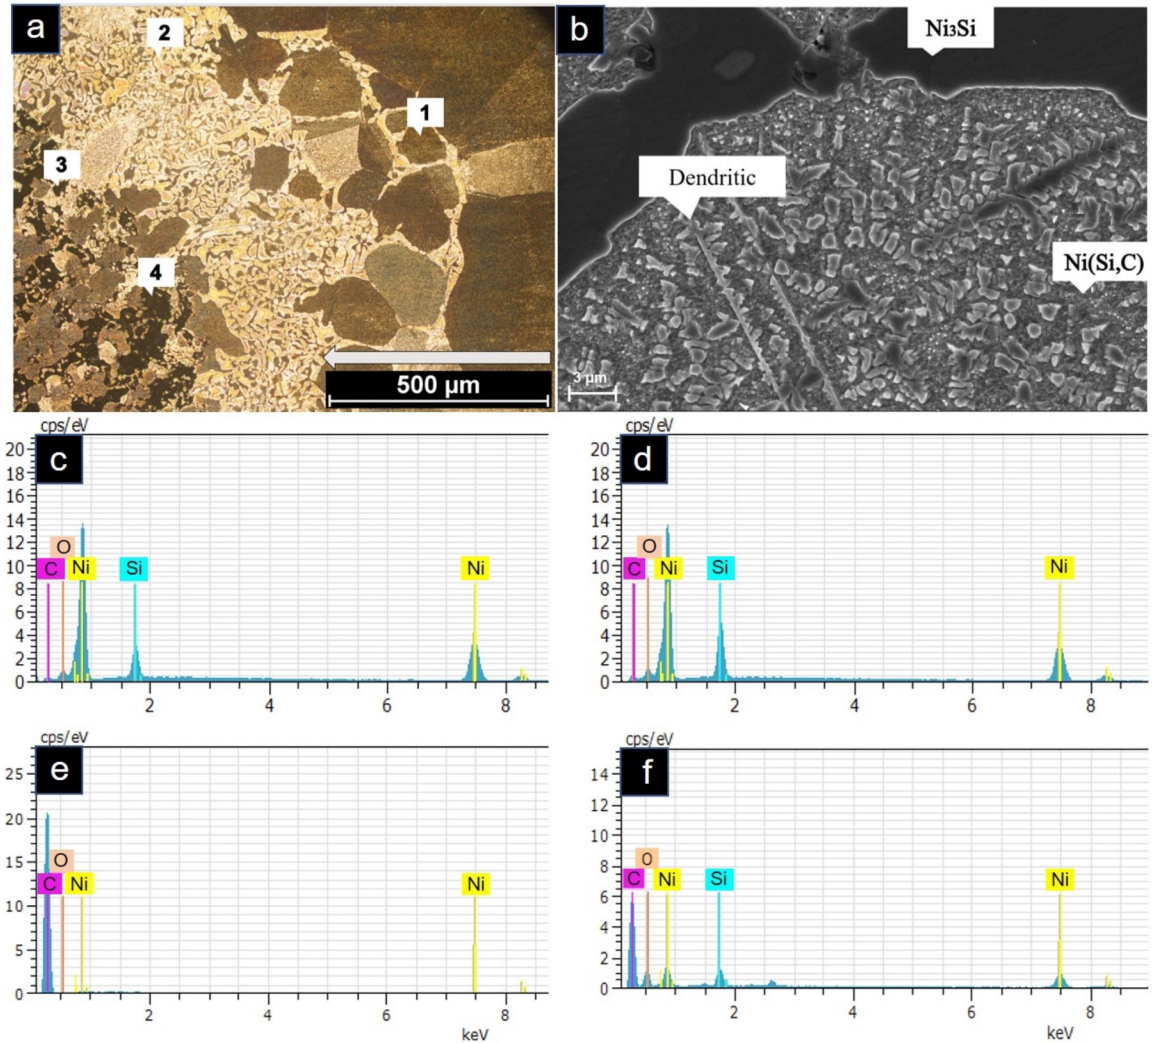 a
2
1
3
4
500 µm
b
Ni₃Si
Dendritic
Ni(Si,C)
3 µm
cps/eV
c
20
18
16
14
12
10
8
6
4
2
0
O
C
Ni
Si
Ni
2
4
6
8
cps/eV
d
20
18
16
14
12
10
8
6
4
2
0
O
C
Ni
Si
Ni
2
4
6
8
cps/eV
e
25
20
15
10
5
0
O
C
Ni
Ni
2
4
6
8
keV
cps/eV
f
14
12
10
8
6
4
2
0
O
C
Ni
Si
Ni
2
4
6
8
keV